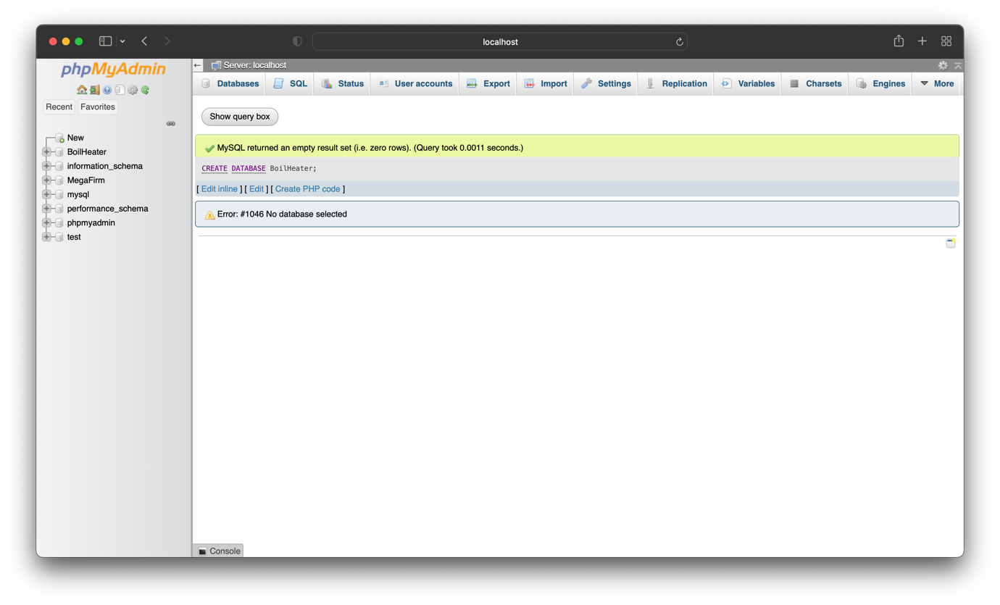 localhost
phpMyAdmin
Recent Favorites
New
BoilHeater
information_schema
MegaFirm
mysql
performance_schema
phpmyadmin
test
Server: localhost
Databases SQL Status User accounts Export Import Settings Replication Variables Charsets Engines More
Show query box
MySQL returned an empty result set (i.e. zero rows). (Query took 0.0011 seconds.)
CREATE DATABASE BoilHeater;
[ Edit inline ] [ Edit ] [ Create PHP code ]
Error: #1046 No database selected
Console